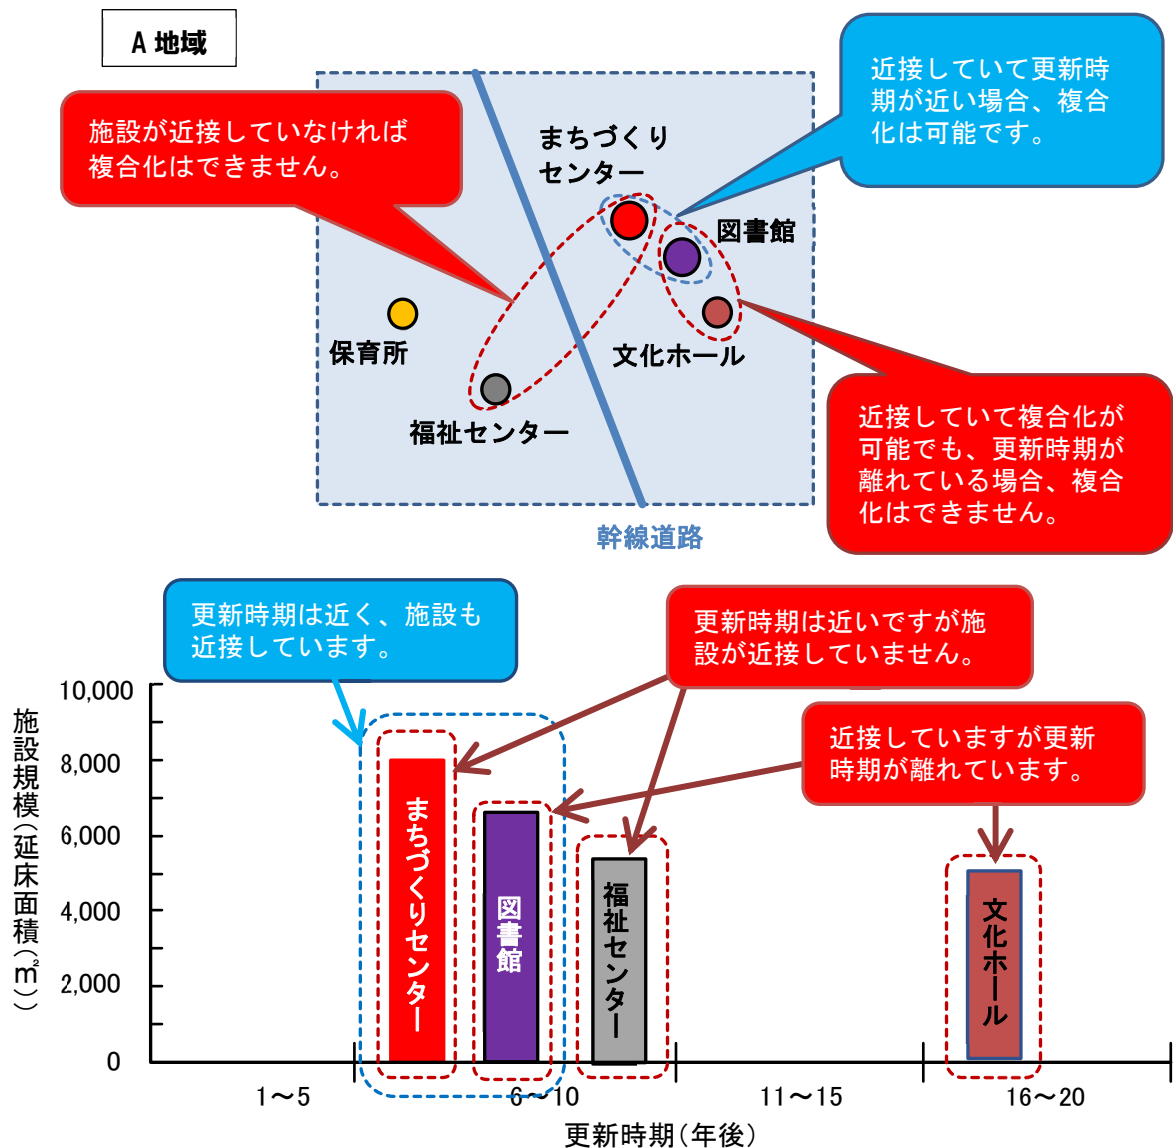 A 地域
施設が近接していなければ
複合化はできません。
近接していて更新時
期が近い場合、複合
化は可能です。
まちづくり
センター
図書館
保育所
文化ホール
福祉センター
近接していて複合化が
可能でも、更新時期が
離れている場合、複合
化はできません。
幹線道路
更新時期は近く、施設も
近接しています。
更新時期は近いですが施
設が近接していません。
近接していますが更新
時期が離れています。
施設規模(延床面積(㎡))
10,000
8,000
6,000
4,000
2,000
0
まちづくりセンター
図書館
福祉センター
文化ホール
1～5
6～10
11～15
16～20
更新時期(年後)